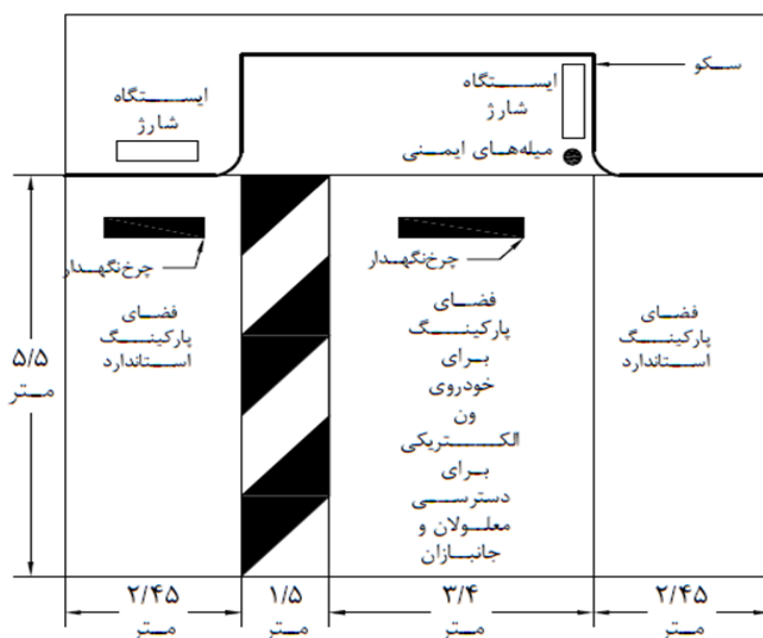 سکو
ایستگاه
شارژ
میله‌های ایمنی
ایستگاه
شارژ
چرخ‌نگهدار
چرخ‌نگهدار
فضای
پارکینگ
استاندارد
فضای
پارکینگ
برای
خودروی
ون
الکتریکی
برای
دسترسی
معلولان و
جانبازان
فضای
پارکینگ
استاندارد
۵/۵
متر
۲/۴۵
متر
۳/۴
متر
۱/۵
متر
۲/۴۵
متر